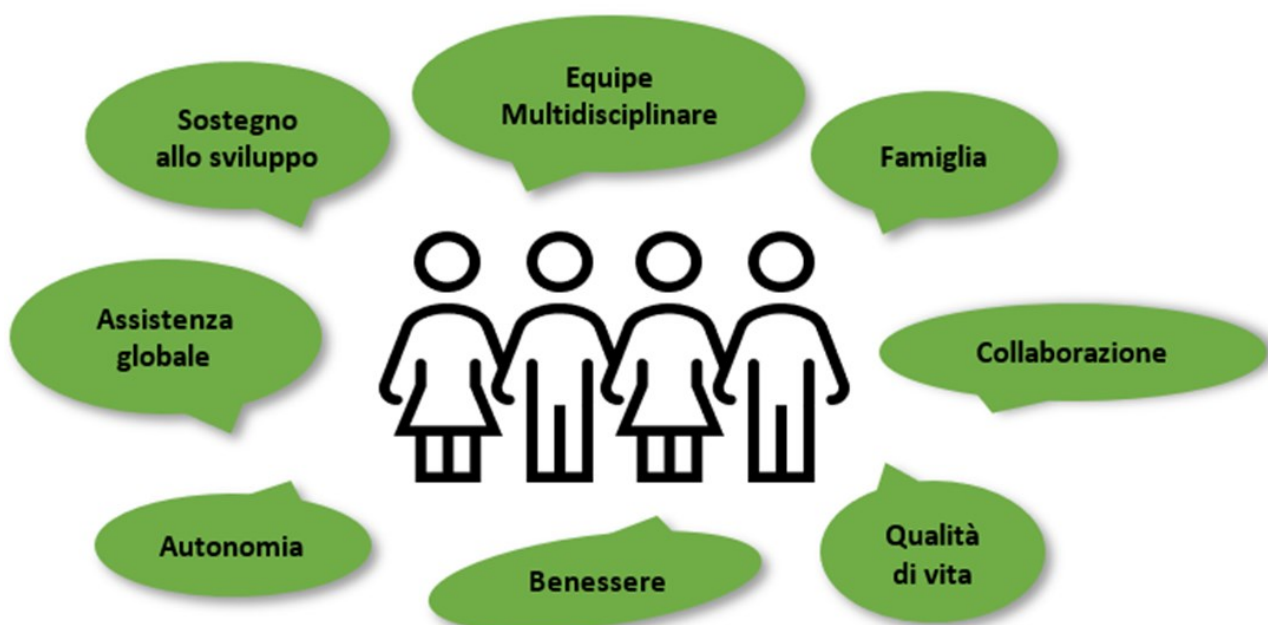 Equipe
Multidisciplinare
Sostegno
allo sviluppo
Famiglia
Assistenza
globale
Collaborazione
Autonomia
Benessere
Qualità
di vita